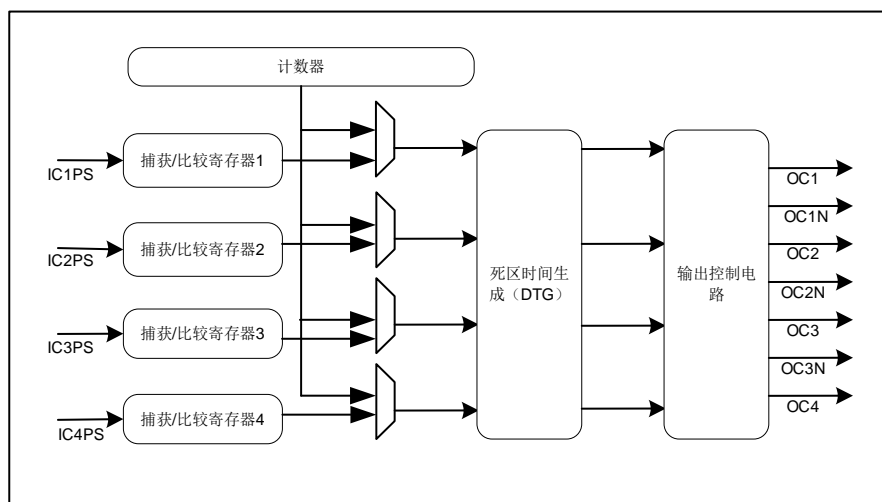 计数器
IC1PS
捕获/比较寄存器1
IC2PS
捕获/比较寄存器2
IC3PS
捕获/比较寄存器3
IC4PS
捕获/比较寄存器4
死区时间生
成（DTG）
输出控制电
路
OC1
OC1N
OC2
OC2N
OC3
OC3N
OC4